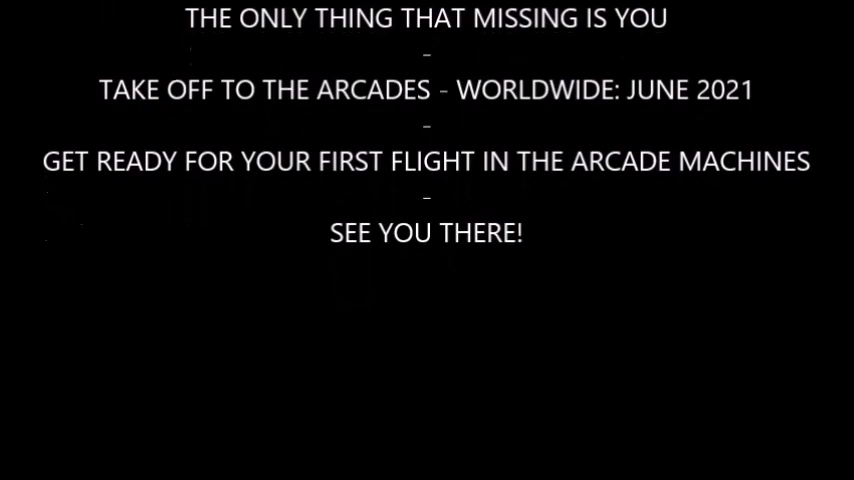 THE ONLY THING THAT MISSING IS YOU
-
TAKE OFF TO THE ARCADES - WORLDWIDE: JUNE 2021
-
GET READY FOR YOUR FIRST FLIGHT IN THE ARCADE MACHINES
-
SEE YOU THERE!